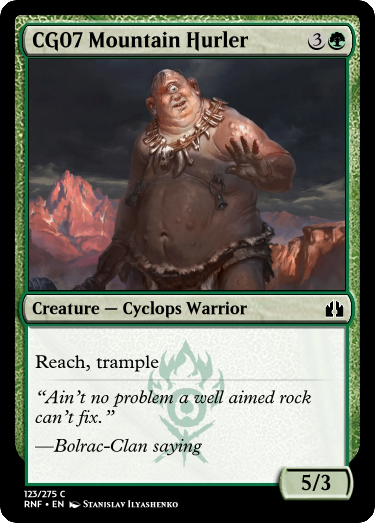 CG07 Mountain Hurler 3
Creature — Cyclops Warrior
Reach, trample
“Ain’t no problem a well aimed rock
can’t fix.”
—Bolrac-Clan saying
5/3
123/275 C
RNF • EN Stanislav Ilyashenko